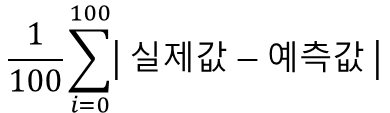 1/100 ∑_{i=0}^{100} | 실제값 – 예측값 |